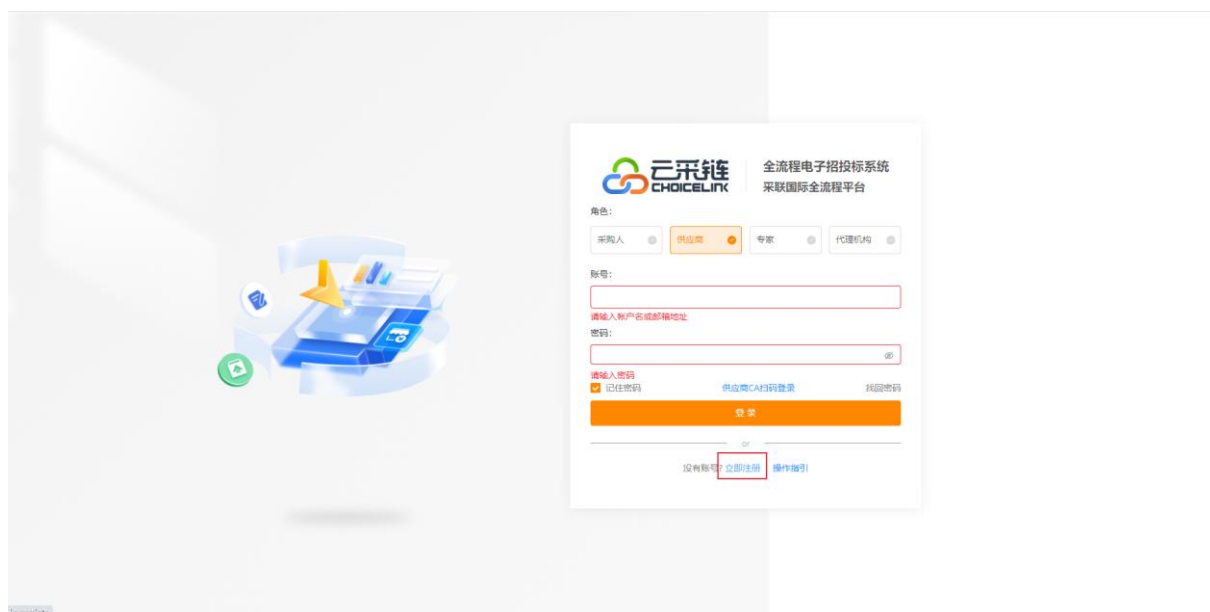 云采链
CHOICELINK
全流程电子招投标系统
采联国际全流程平台
角色:
采购人 供应商 专家 代理机构
账号:
请输入帐户名或邮箱地址
密码:
请输入密码
记住密码 供应商CA扫码登录 找回密码
登 录
or
没有账号? 立即注册 操作指引